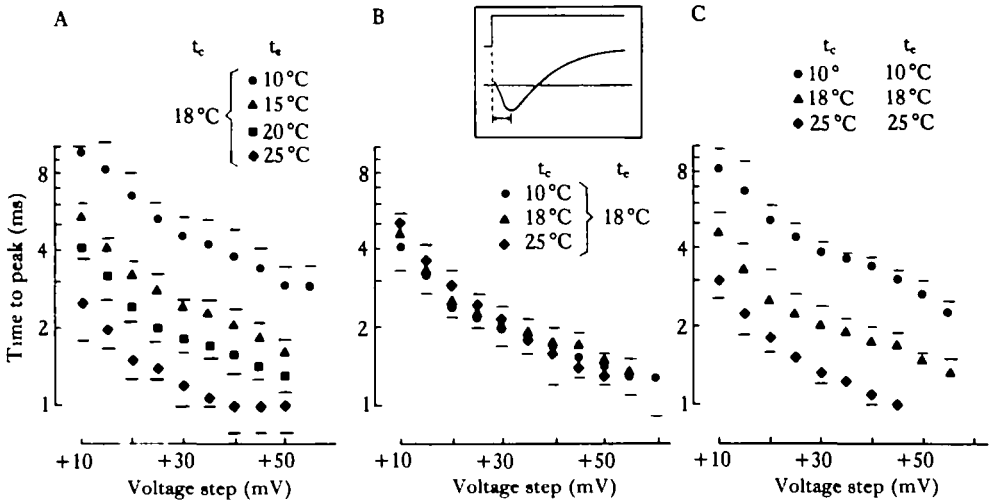 A
t_c t_e
10 °C
15 °C
18 °C
20 °C
25 °C
B
t_c t_e
10 °C
18 °C 18 °C
25 °C
C
t_c t_e
10° 10 °C
18 °C 18 °C
25 °C 25 °C
Time to peak (ms)
8
4
2
1
+10 +30 +50
Voltage step (mV)
8
4
2
1
+10 +30 +50
Voltage step (mV)
8
4
2
1
+10 +30 +50
Voltage step (mV)